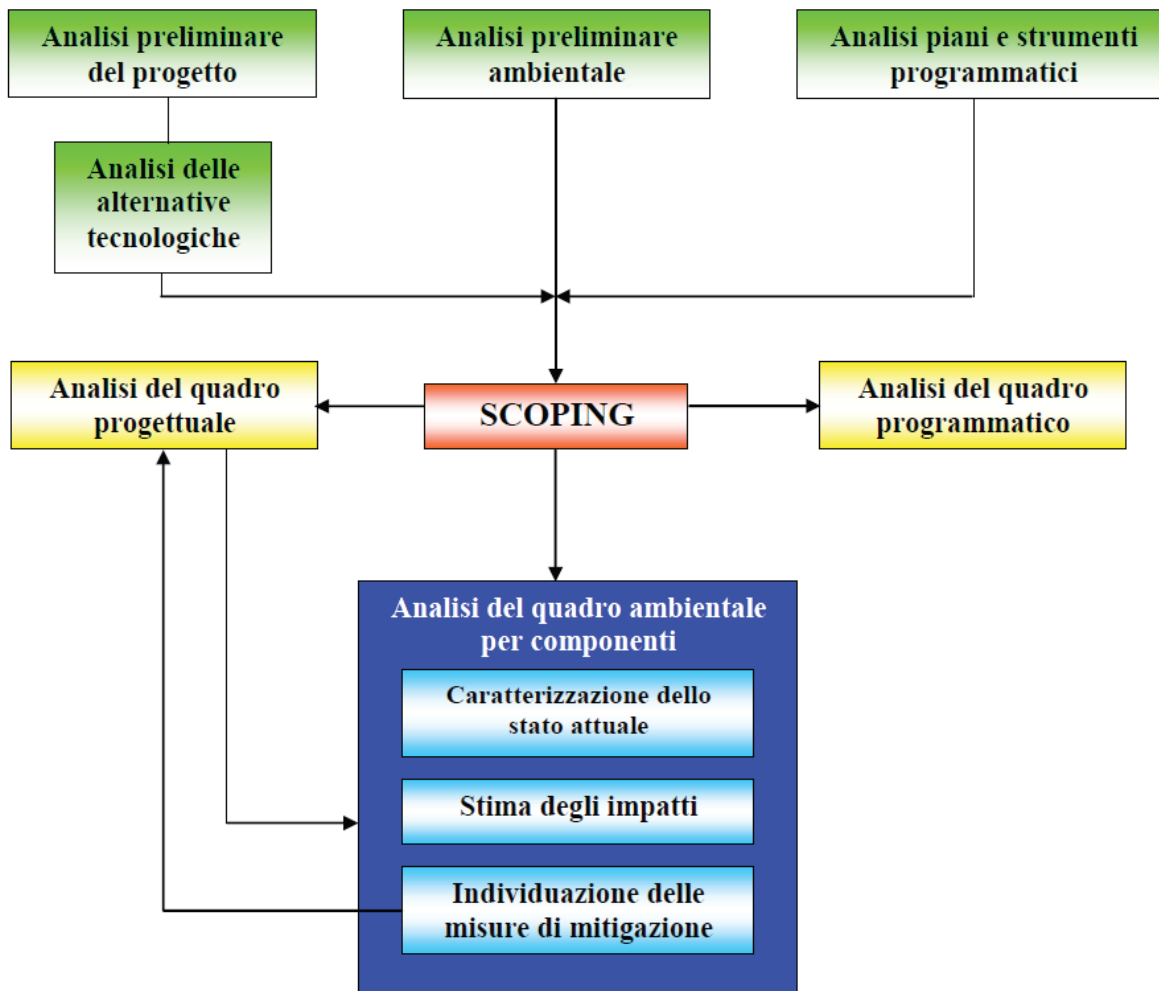 Analisi preliminare
del progetto
Analisi preliminare
ambientale
Analisi piani e strumenti
programmatici
Analisi delle
alternative
tecnologiche
Analisi del quadro
progettuale
SCOPING
Analisi del quadro
programmatico
Analisi del quadro ambientale
per componenti
Caratterizzazione dello
stato attuale
Stima degli impatti
Individuazione delle
misure di mitigazione